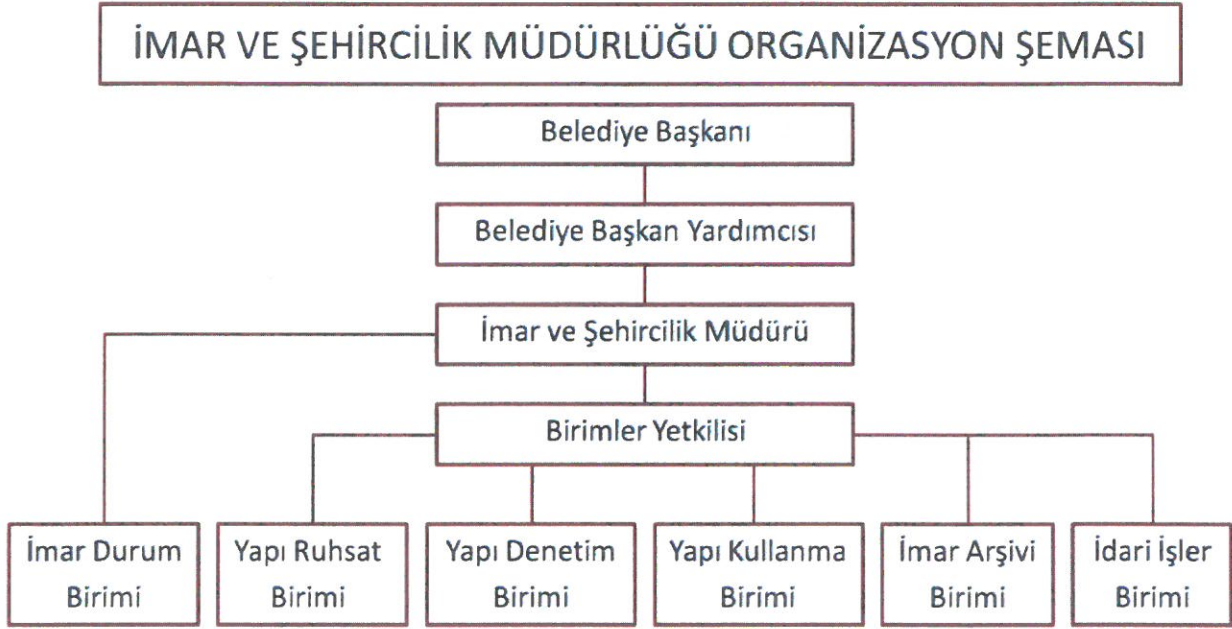 İMAR VE ŞEHİRCİLİK MÜDÜRLÜĞÜ ORGANİZASYON ŞEMASI
Belediye Başkanı
Belediye Başkan Yardımcısı
İmar ve Şehircilik Müdürü
Birimler Yetkilisi
İmar Durum
Birimi
Yapı Ruhsat
Birimi
Yapı Denetim
Birimi
Yapı Kullanma
Birimi
İmar Arşivi
Birimi
İdari İşler
Birimi